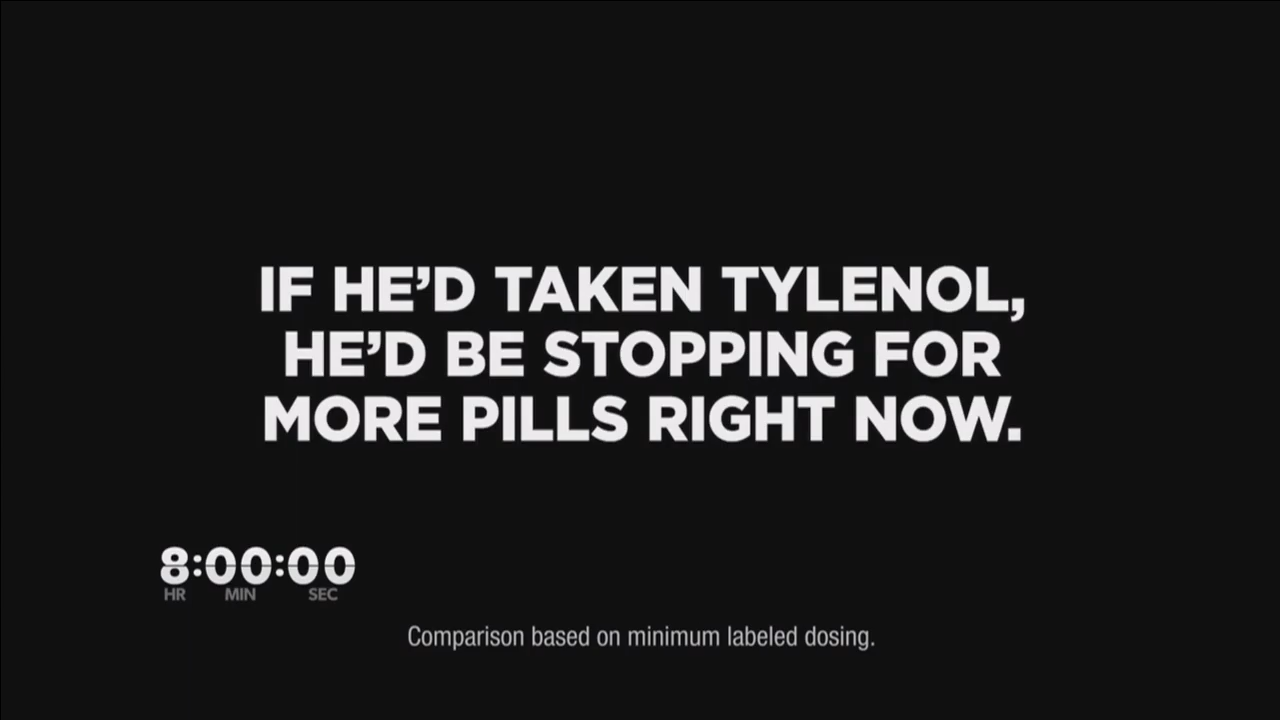 IF HE’D TAKEN TYLENOL,
HE’D BE STOPPING FOR
MORE PILLS RIGHT NOW.
8:00:00
HR MIN SEC
Comparison based on minimum labeled dosing.